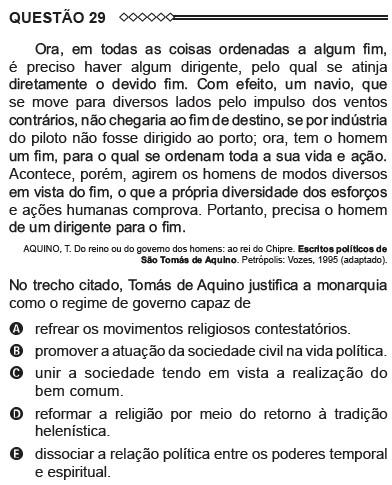 QUESTÃO 29
Ora, em todas as coisas ordenadas a algum fim,
é preciso haver algum dirigente, pelo qual se atinja
diretamente o devido fim. Com efeito, um navio, que
se move para diversos lados pelo impulso dos ventos
contrários, não chegaria ao fim de destino, se por indústria
do piloto não fosse dirigido ao porto; ora, tem o homem
um fim, para o qual se ordenam toda a sua vida e ação.
Acontece, porém, agirem os homens de modos diversos
em vista do fim, o que a própria diversidade dos esforços
e ações humanas comprova. Portanto, precisa o homem
de um dirigente para o fim.
AQUINO, T. Do reino ou do governo dos homens: ao rei do Chipre. Escritos políticos de
São Tomás de Aquino. Petrópolis: Vozes, 1995 (adaptado).
No trecho citado, Tomás de Aquino justifica a monarquia
como o regime de governo capaz de
A refrear os movimentos religiosos contestatórios.
B promover a atuação da sociedade civil na vida política.
C unir a sociedade tendo em vista a realização do
bem comum.
D reformar a religião por meio do retorno à tradição
helenística.
E dissociar a relação política entre os poderes temporal
e espiritual.